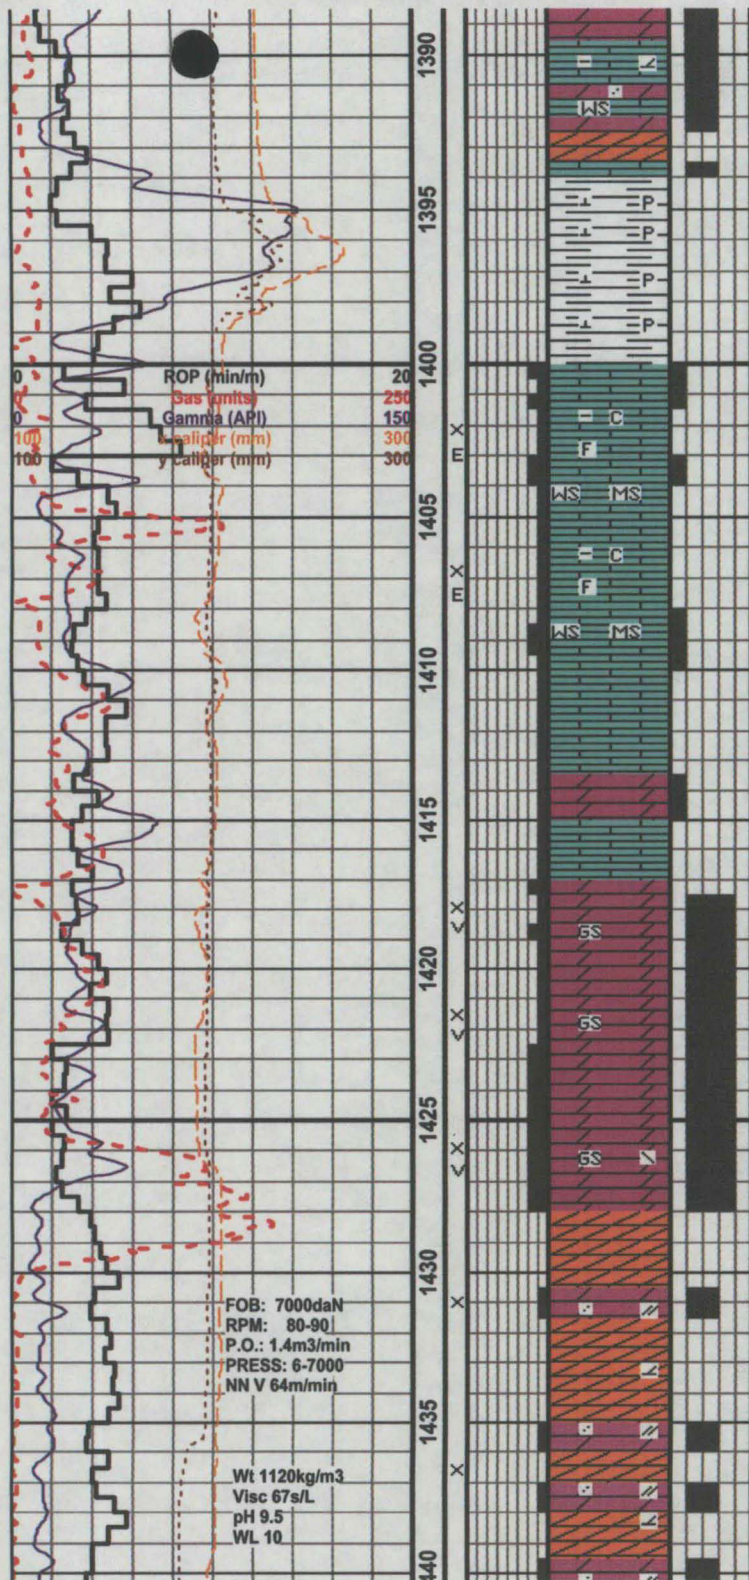 1390
WS
1395
P
P
P
P
1400
0 ROP (min/m) 20
Gas (units) 250
0 Gamma (API) 150
100 x caliper (mm) 300
100 y caliper (mm) 300
C
X
F
E
1405
WS MS
C
X
F
E
WS MS
1410
1415
X
GS
1420
X
GS
1425
X
GS
1430
FOB: 7000daN
X
RPM: 80-90
P.O.: 1.4m3/min
PRESS: 6-7000
NN V 64m/min
1435
X
Wt 1120kg/m3
Visc 67s/L
pH 9.5
WL 10
1440